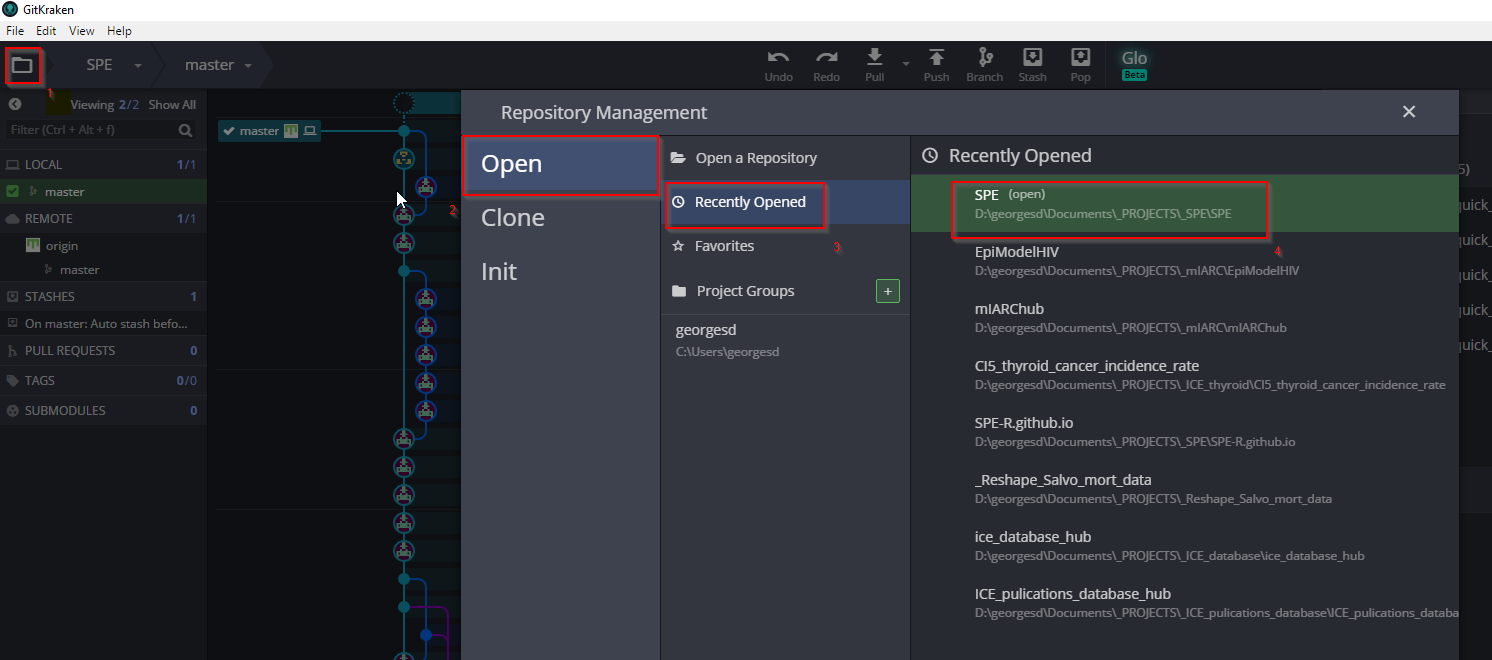 GitKraken
File Edit View Help
SPE master
Undo Redo Pull Push Branch Stash Pop Glo
Beta
1
Viewing 2/2 Show All
Filter (Ctrl + Alt + f)
LOCAL 1/1
master
REMOTE 1/1
origin
master
STASHES 1
On master: Auto stash befo...
PULL REQUESTS 0
TAGS 0/0
SUBMODULES 0
master
Repository Management
Open
2
Clone
Init
Open a Repository
Recently Opened
3
Favorites
Project Groups +
georgesd
C:\Users\georgesd
Recently Opened
SPE (open)
D:\georgesd\Documents\_PROJECTS\_SPE\SPE
4
EpiModelHIV
D:\georgesd\Documents\_PROJECTS\_mIARC\EpiModelHIV
mIARChub
D:\georgesd\Documents\_PROJECTS\_mIARC\mIARChub
CI5_thyroid_cancer_incidence_rate
D:\georgesd\Documents\_PROJECTS\_ICE_thyroid\CI5_thyroid_cancer_incidence_rate
SPE-R.github.io
D:\georgesd\Documents\_PROJECTS\_SPE\SPE-R.github.io
_Reshape_Salvo_mort_data
D:\georgesd\Documents\_PROJECTS\_Reshape_Salvo_mort_data
ice_database_hub
D:\georgesd\Documents\_PROJECTS\_ICE_database\ice_database_hub
ICE_pulications_database_hub
D:\georgesd\Documents\_PROJECTS\_ICE_pulications_database\ICE_pulications_databa
5)
quick_
quick_
quick_
quick_
quick_